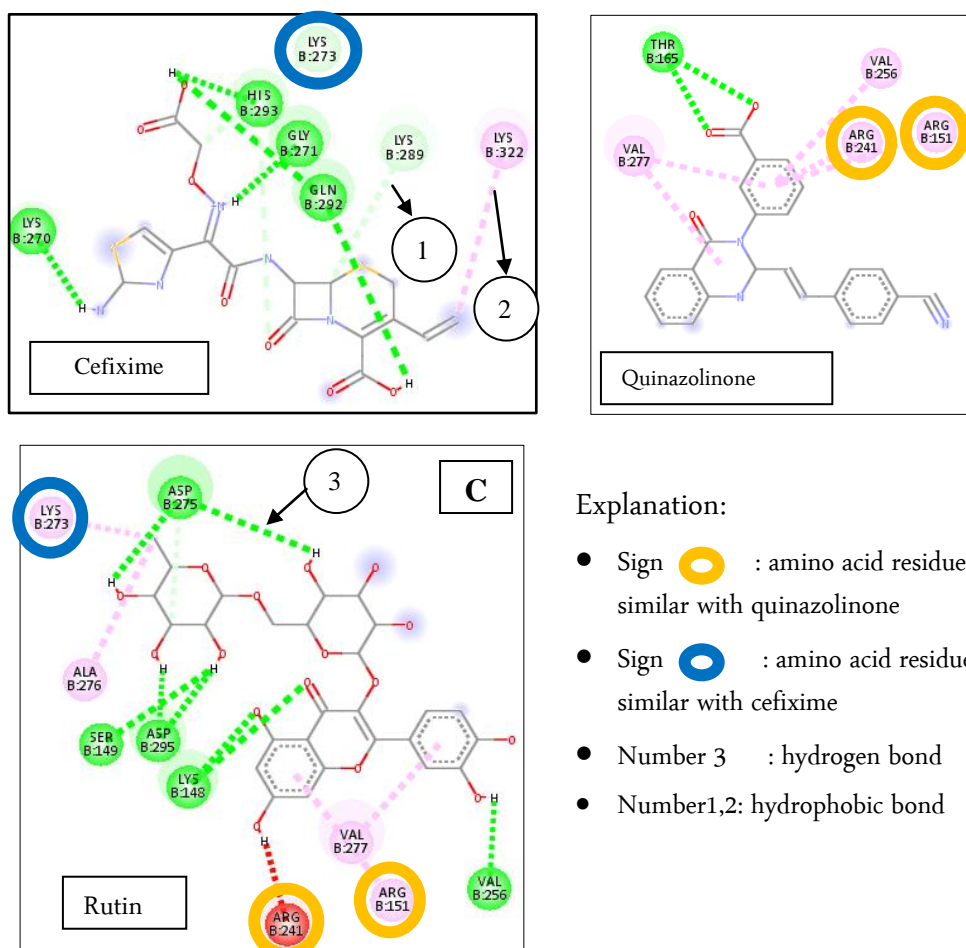 LYS
B:273
H
HIS
B:293
O
O
GLY
B:271
LYS
B:289
LYS
B:322
O
N
H
GLN
B:292
LYS
B:270
1
S
S
N
H
N
N
O
N
O
N
2
O
O
H
Cefixime
THR
B:165
VAL
B:256
O
O
ARG
B:241
ARG
B:151
VAL
B:277
O
N
N
N
Quinazolinone
3
C
ASP
B:275
LYS
B:273
H
H
O
O
O
O
O
O
O
O
ALA
B:276
H
H
O
SER
B:149
ASP
B:295
O
O
LYS
B:148
O
O
O
H
VAL
B:277
H
ARG
B:151
VAL
B:256
ARG
B:241
Rutin
Explanation:
• Sign : amino acid residue
similar with quinazolinone
• Sign : amino acid residue
similar with cefixime
• Number 3 : hydrogen bond
• Number1,2: hydrophobic bond